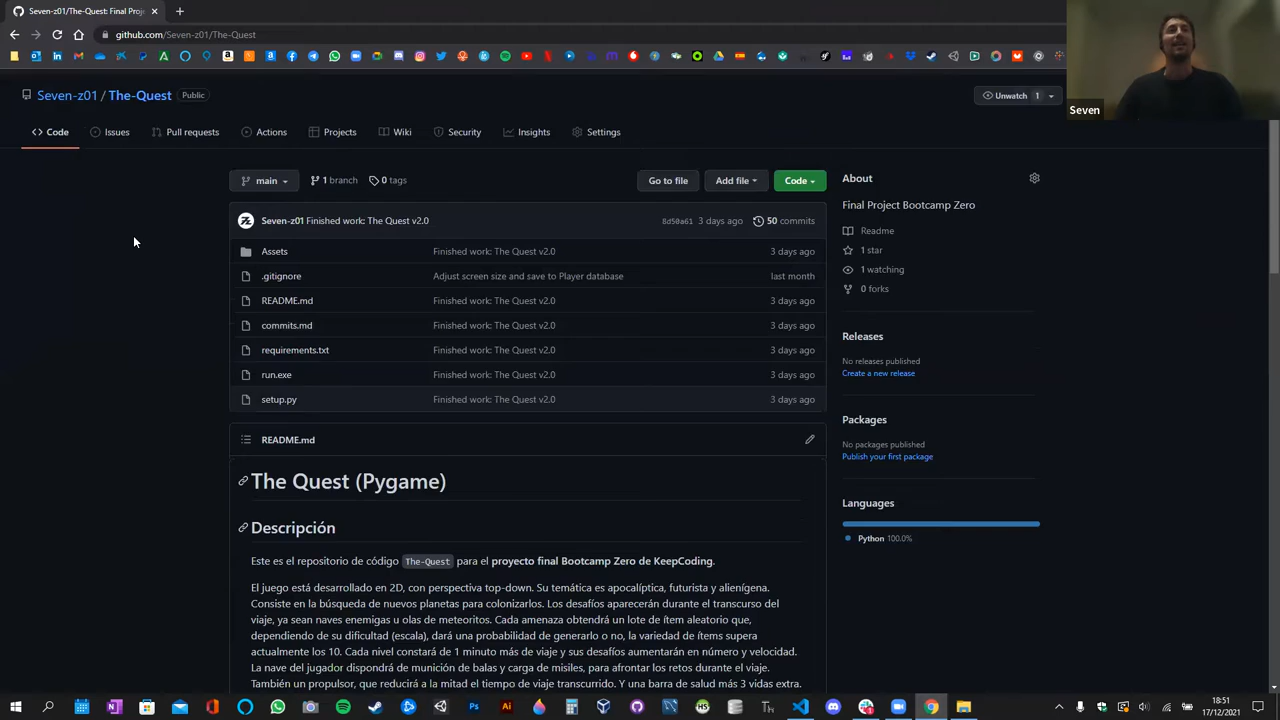 Seven-z01/The-Quest: Final Proje
github.com/Seven-z01/The-Quest
Seven
Seven-z01 / The-Quest Public
Unwatch 1
Code Issues Pull requests Actions Projects Wiki Security Insights Settings
main 1 branch 0 tags Go to file Add file Code
Seven-z01 Finished work: The Quest v2.0 8d50a61 3 days ago 50 commits
Assets Finished work: The Quest v2.0 3 days ago
.gitignore Adjust screen size and save to Player database last month
README.md Finished work: The Quest v2.0 3 days ago
commits.md Finished work: The Quest v2.0 3 days ago
requirements.txt Finished work: The Quest v2.0 3 days ago
run.exe Finished work: The Quest v2.0 3 days ago
setup.py Finished work: The Quest v2.0 3 days ago
README.md
The Quest (Pygame)
Descripción
Este es el repositorio de código The-Quest para el proyecto final Bootcamp Zero de KeepCoding.
El juego está desarrollado en 2D, con perspectiva top-down. Su temática es apocalíptica, futurista y alienígena.
Consiste en la búsqueda de nuevos planetas para colonizarlos. Los desafíos aparecerán durante el transcurso del
viaje, ya sean naves enemigas u olas de meteoritos. Cada amenaza obtendrá un lote de ítem aleatorio que,
dependiendo de su dificultad (escala), dará una probabilidad de generarlo o no, la variedad de ítems supera
actualmente los 10. Cada nivel constará de 1 minuto más de viaje y sus desafíos aumentarán en número y velocidad.
La nave del jugador dispondrá de munición de balas y carga de misiles, para afrontar los retos durante el viaje.
También un propulsor, que reducirá a la mitad el tiempo de viaje transcurrido. Y una barra de salud más 3 vidas extra.
About
Final Project Bootcamp Zero
Readme
1 star
1 watching
0 forks
Releases
No releases published
Create a new release
Packages
No packages published
Publish your first package
Languages
Python 100.0%
18:51
17/12/2021